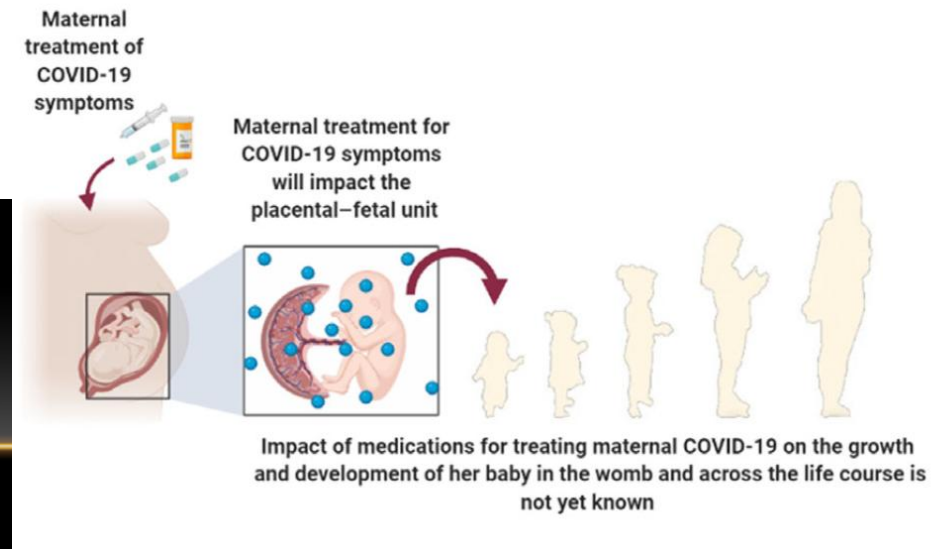 Maternal
treatment of
COVID-19
symptoms
Maternal treatment for
COVID-19 symptoms
will impact the
placental–fetal unit
Impact of medications for treating maternal COVID-19 on the growth
and development of her baby in the womb and across the life course is
not yet known